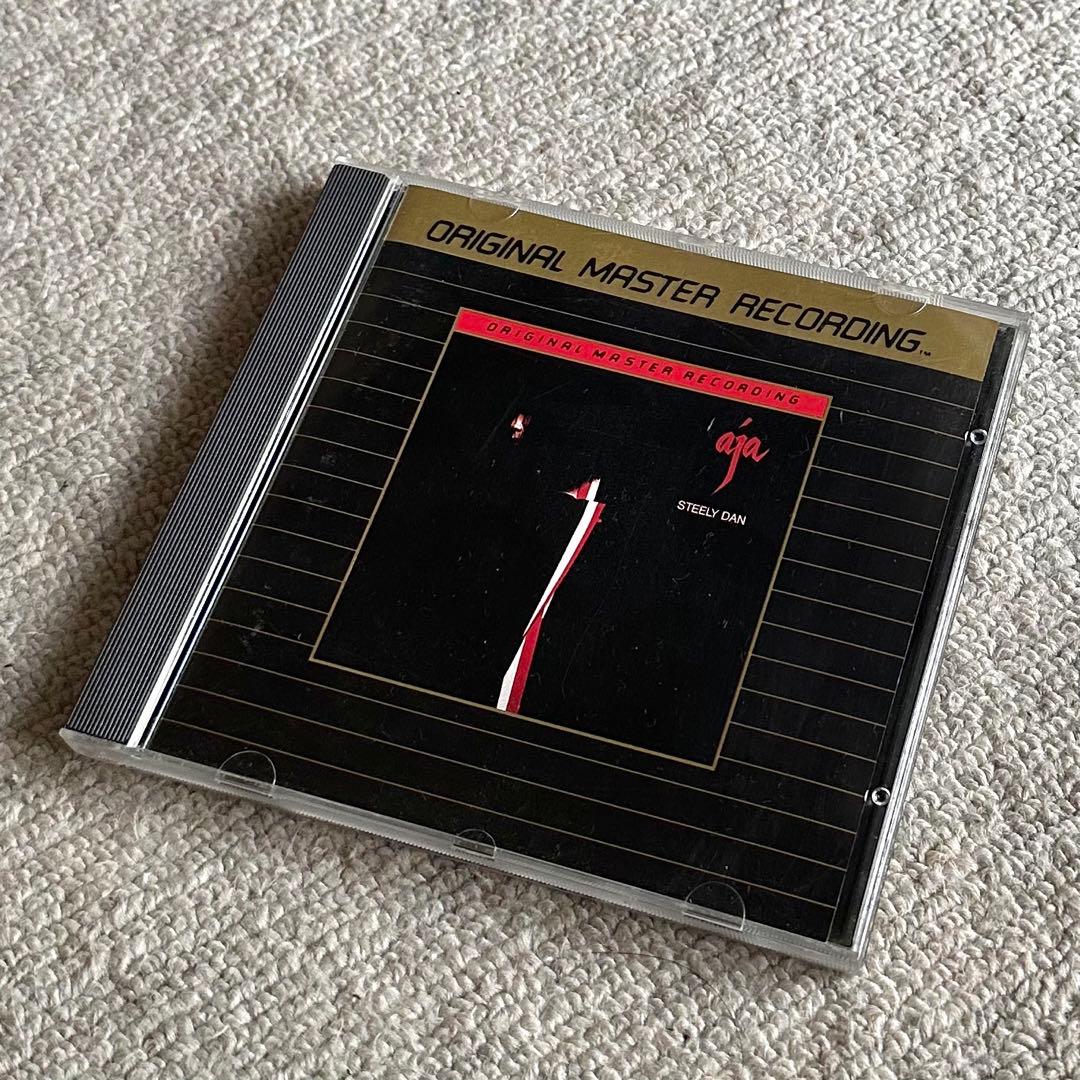 ORIGINAL MASTER RECORDING™
ORIGINAL MASTER RECORDING
aja
STEELY DAN